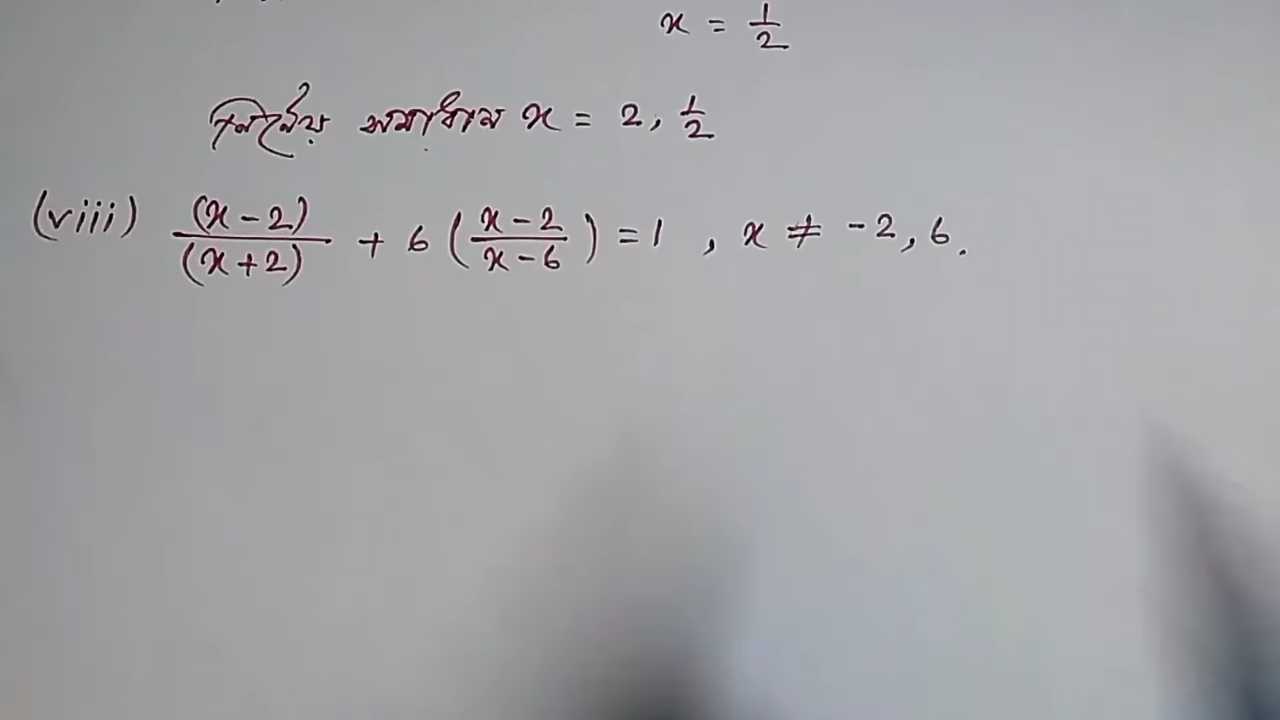 x = 1/2
নির্ণেয় সমাধান x = 2, 1/2
(viii) (x-2)/(x+2) + 6 (x-2/x-6) = 1 , x ≠ -2, 6.